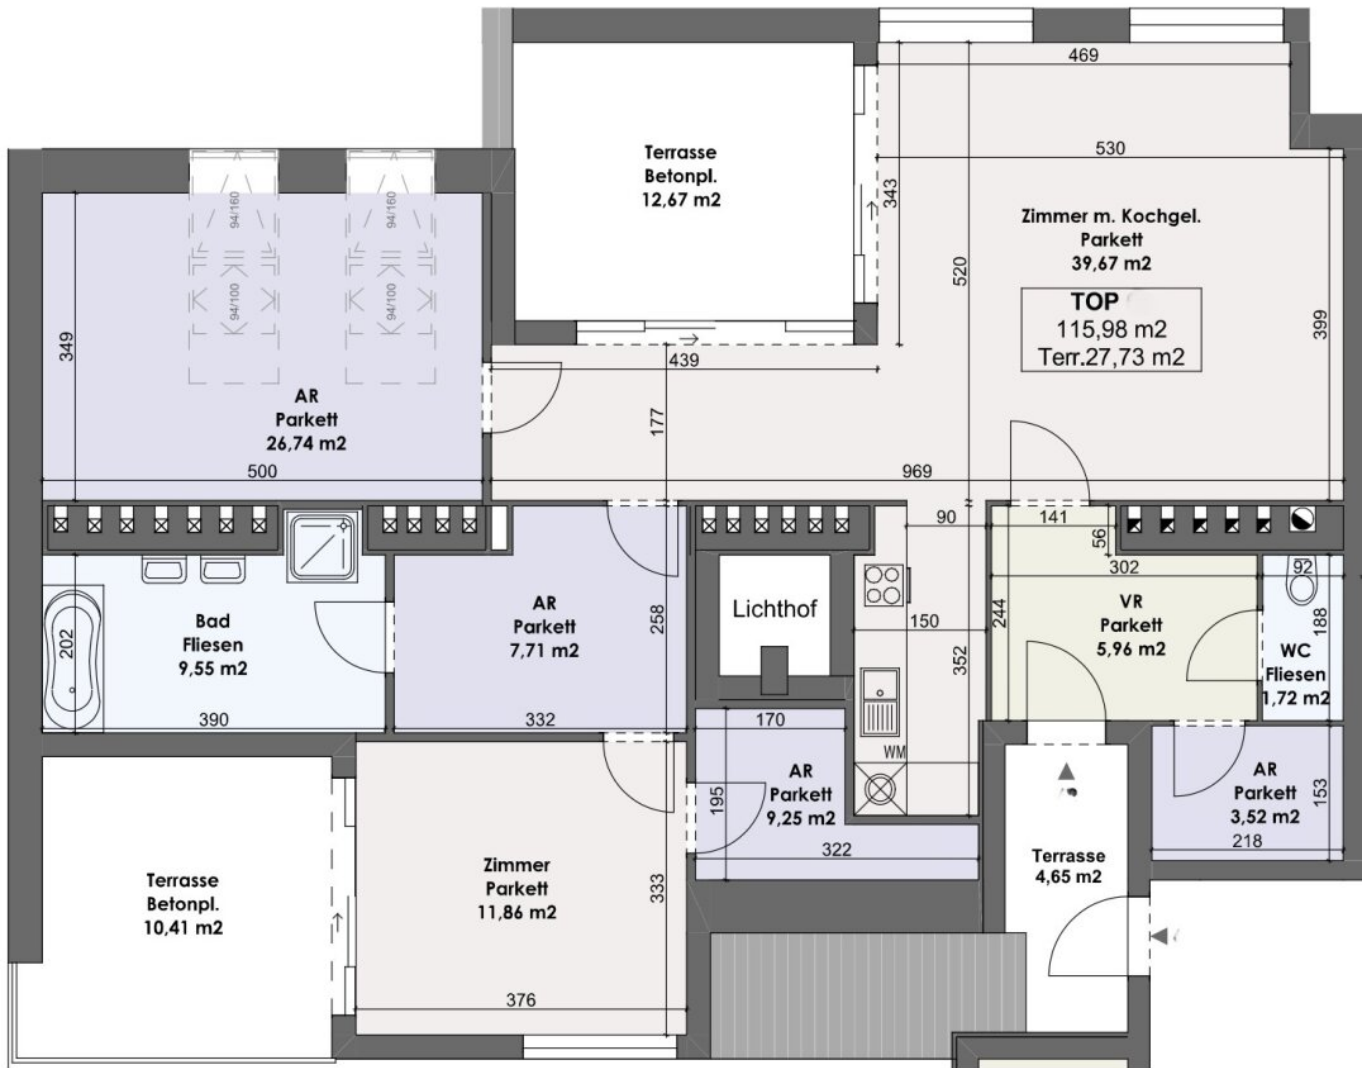 469
Terrasse
Betonpl.
12,67 m2
530
343
Zimmer m. Kochgel.
Parkett
39,67 m2
94/160
94/160
520
TOP
115,98 m2
Terr.27,73 m2
94/100
94/100
349
399
439
177
AR
Parkett
26,74 m2
500
969
90
141
56
302
92
Lichthof
AR
Parkett
7,71 m2
258
VR
Parkett
5,96 m2
244
188
Bad
Fliesen
9,55 m2
202
150
352
WC
Fliesen
1,72 m2
390
332
170
WM
AR
Parkett
9,25 m2
195
AR
Parkett
3,52 m2
153
218
322
Terrasse
4,65 m2
Zimmer
Parkett
11,86 m2
333
Terrasse
Betonpl.
10,41 m2
376